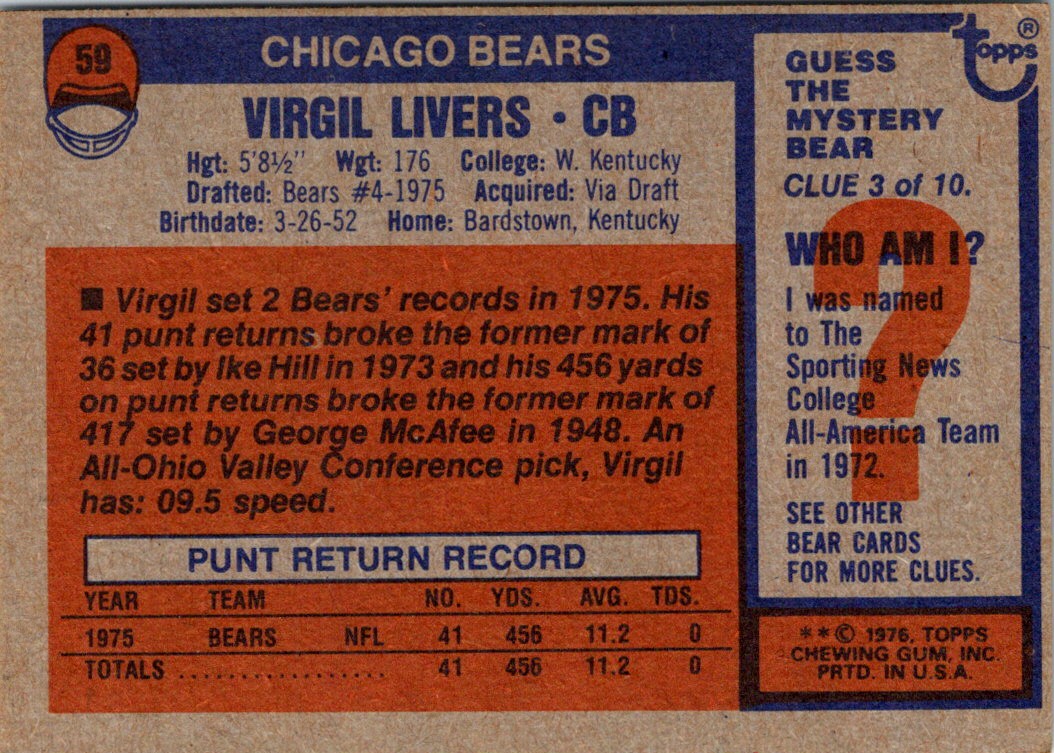 59
CHICAGO BEARS
VIRGIL LIVERS • CB
Hgt: 5'8½" Wgt: 176 College: W. Kentucky
Drafted: Bears #4-1975 Acquired: Via Draft
Birthdate: 3-26-52 Home: Bardstown, Kentucky
■ Virgil set 2 Bears' records in 1975. His
41 punt returns broke the former mark of
36 set by Ike Hill in 1973 and his 456 yards
on punt returns broke the former mark of
417 set by George McAfee in 1948. An
All-Ohio Valley Conference pick, Virgil
has: 09.5 speed.
PUNT RETURN RECORD
YEAR TEAM NO. YDS. AVG. TDS.
1975 BEARS NFL 41 456 11.2 0
TOTALS ................. 41 456 11.2 0
topps®
GUESS
THE
MYSTERY
BEAR
CLUE 3 of 10.
WHO AM I?
I was named
to The
Sporting News
College
All-America Team
in 1972.
SEE OTHER
BEAR CARDS
FOR MORE CLUES.
?
**© 1976, TOPPS
CHEWING GUM, INC.
PRTD. IN U.S.A.